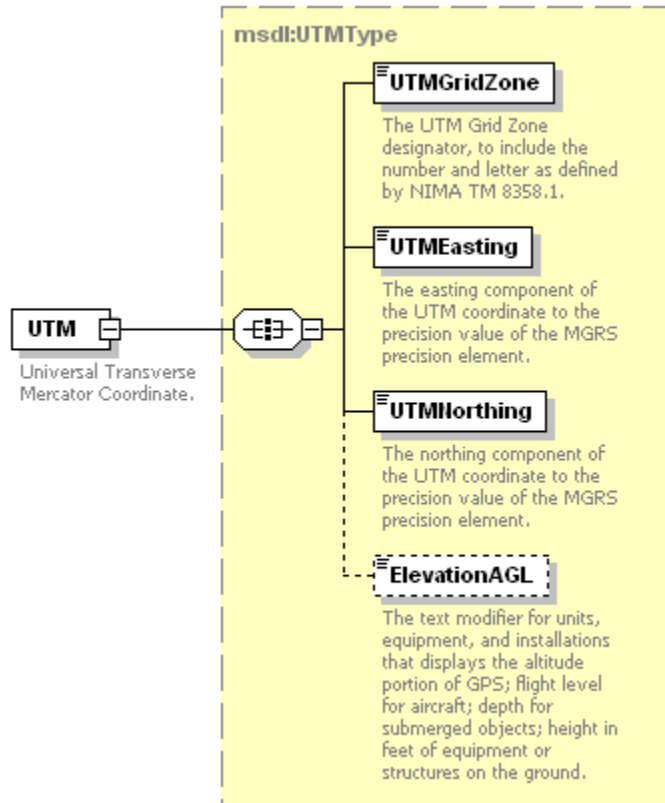 msdl:UTMType
UTMGridZone
The UTM Grid Zone
designator, to include the
number and letter as defined
by NIMA TM 8358.1.
UTMEasting
The easting component of
the UTM coordinate to the
precision value of the MGRS
precision element.
UTM
Universal Transverse
Mercator Coordinate.
UTMNorthing
The northing component of
the UTM coordinate to the
precision value of the MGRS
precision element.
ElevationAGL
The text modifier for units,
equipment, and installations
that displays the altitude
portion of GPS; flight level
for aircraft; depth for
submerged objects; height in
feet of equipment or
structures on the ground.